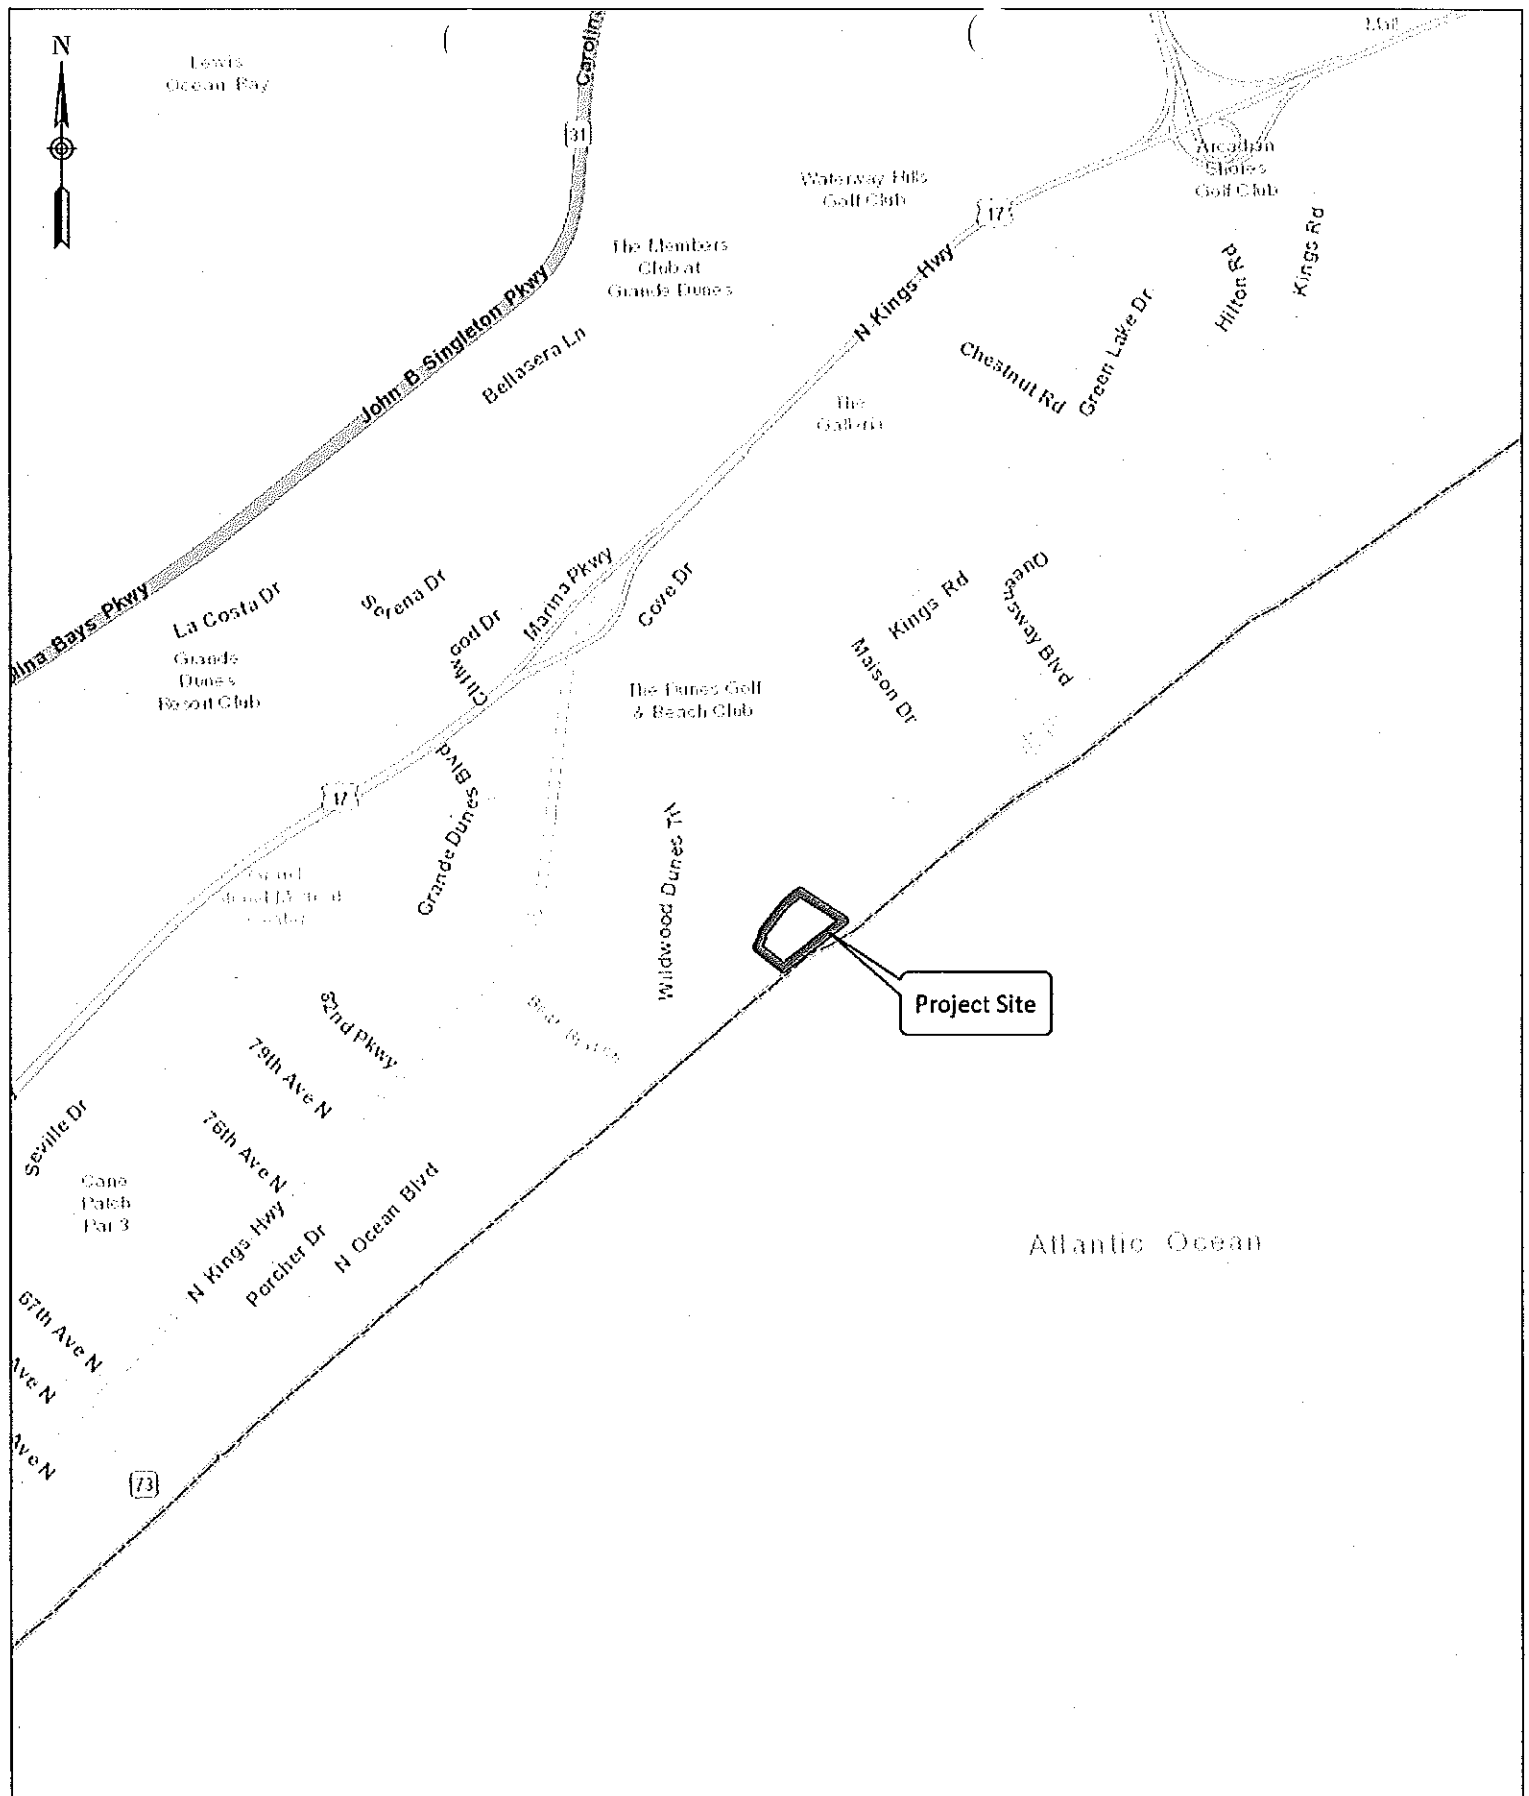 N
Lewis
Ocean Bay
Carolin
31
Mall
Arcadian
Shores
Golf Club
Waterway Hills
Golf Club
17
Kings Rd
Hilton Rd
The Members
Club at
Grande Dunes
N Kings Hwy
Green Lake Dr
John B Singleton Pkwy
Bellasera Ln
Chestnut Rd
The
Galleria
lina Bays Pkwy
La Costa Dr
Serena Dr
Marina Pkwy
Cove Dr
Kings Rd
Queensway Blvd
Maison Dr
Grande
Dunes
Resort Club
The Dunes Golf
& Beach Club
17
Grande Dunes Blvd
Wildwood Dunes Trl
Project Site
82nd Pkwy
79th Ave N
76th Ave N
Seville Dr
Cane
Patch
Par 3
N Kings Hwy
Porcher Dr
N Ocean Blvd
Atlantic Ocean
67th Ave N
Ave N
Ave N
73